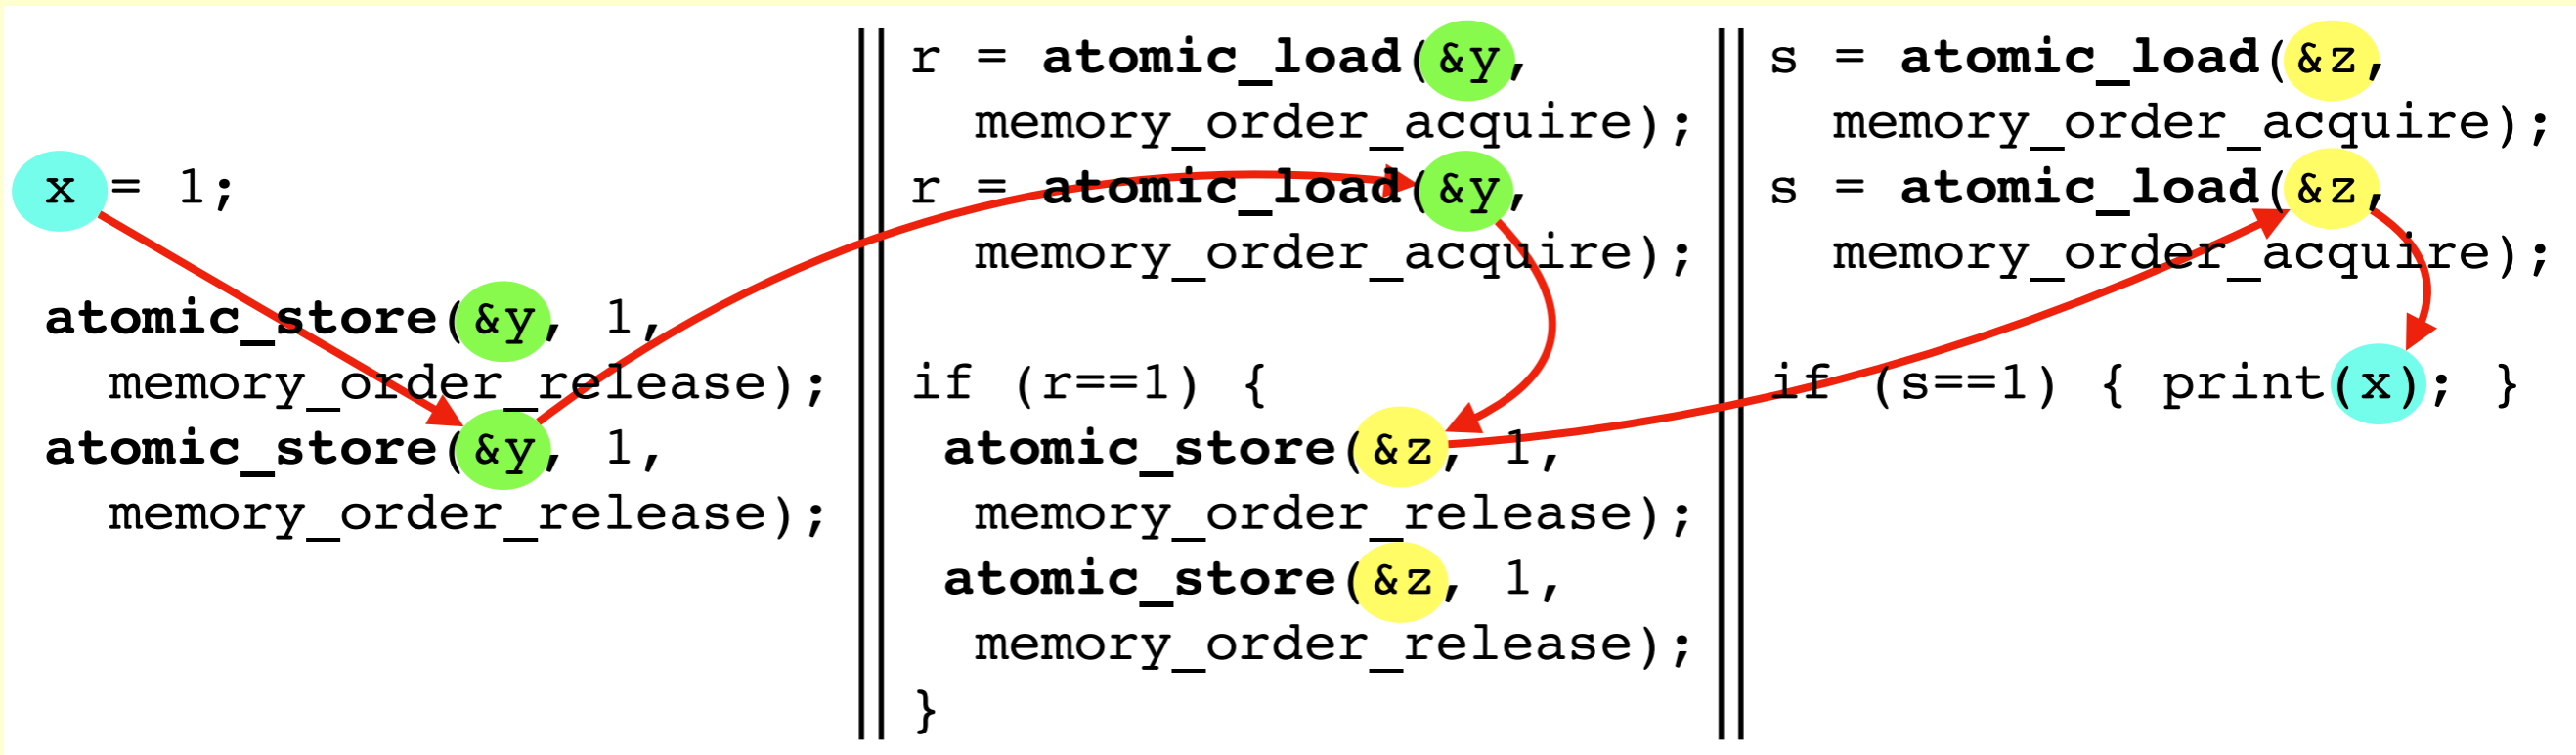 x = 1;
atomic_store(&y, 1,
memory_order_release);
atomic_store(&y, 1,
memory_order_release);
r = atomic_load(&y,
memory_order_acquire);
r = atomic_load(&y,
memory_order_acquire);
if (r==1) {
atomic_store(&z, 1,
memory_order_release);
atomic_store(&z, 1,
memory_order_release);
}
s = atomic_load(&z,
memory_order_acquire);
s = atomic_load(&z,
memory_order_acquire);
if (s==1) { print(x); }